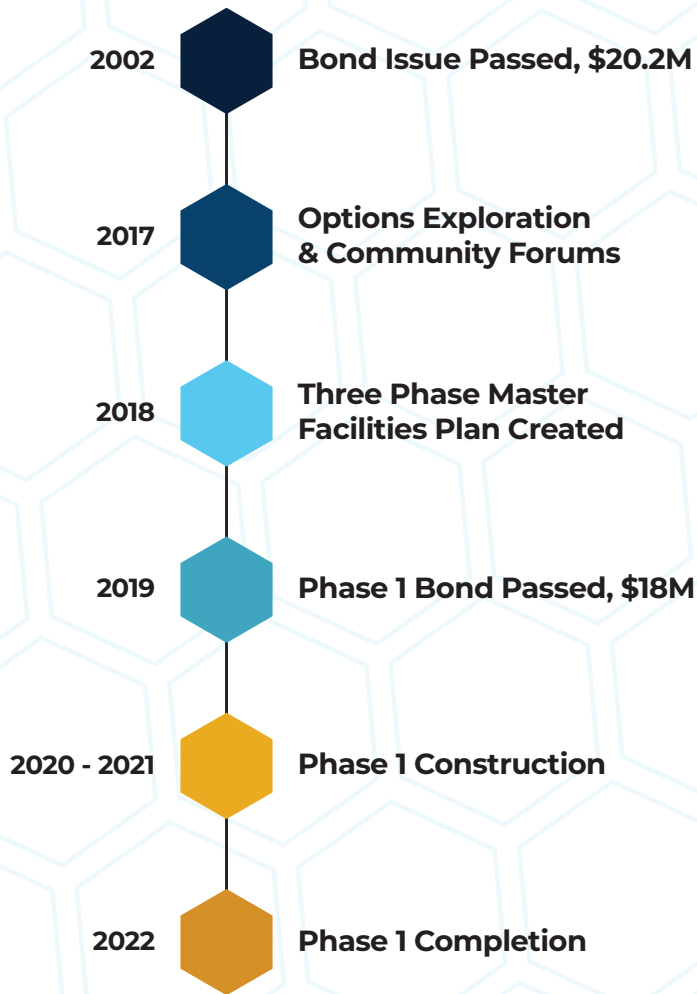 2002
Bond Issue Passed, $20.2M
2017
Options Exploration
& Community Forums
2018
Three Phase Master
Facilities Plan Created
2019
Phase 1 Bond Passed, $18M
2020 - 2021
Phase 1 Construction
2022
Phase 1 Completion